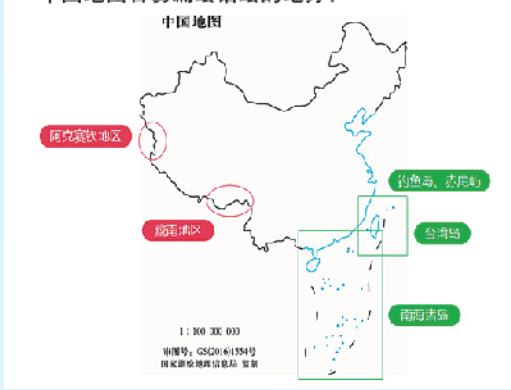 中国地图
阿克赛钦地区
钓鱼岛、赤尾屿
藏南地区
台湾岛
南海诸岛
1:100 000 000
审图号:GS(2016)1554号
国家测绘地理信息局 监制